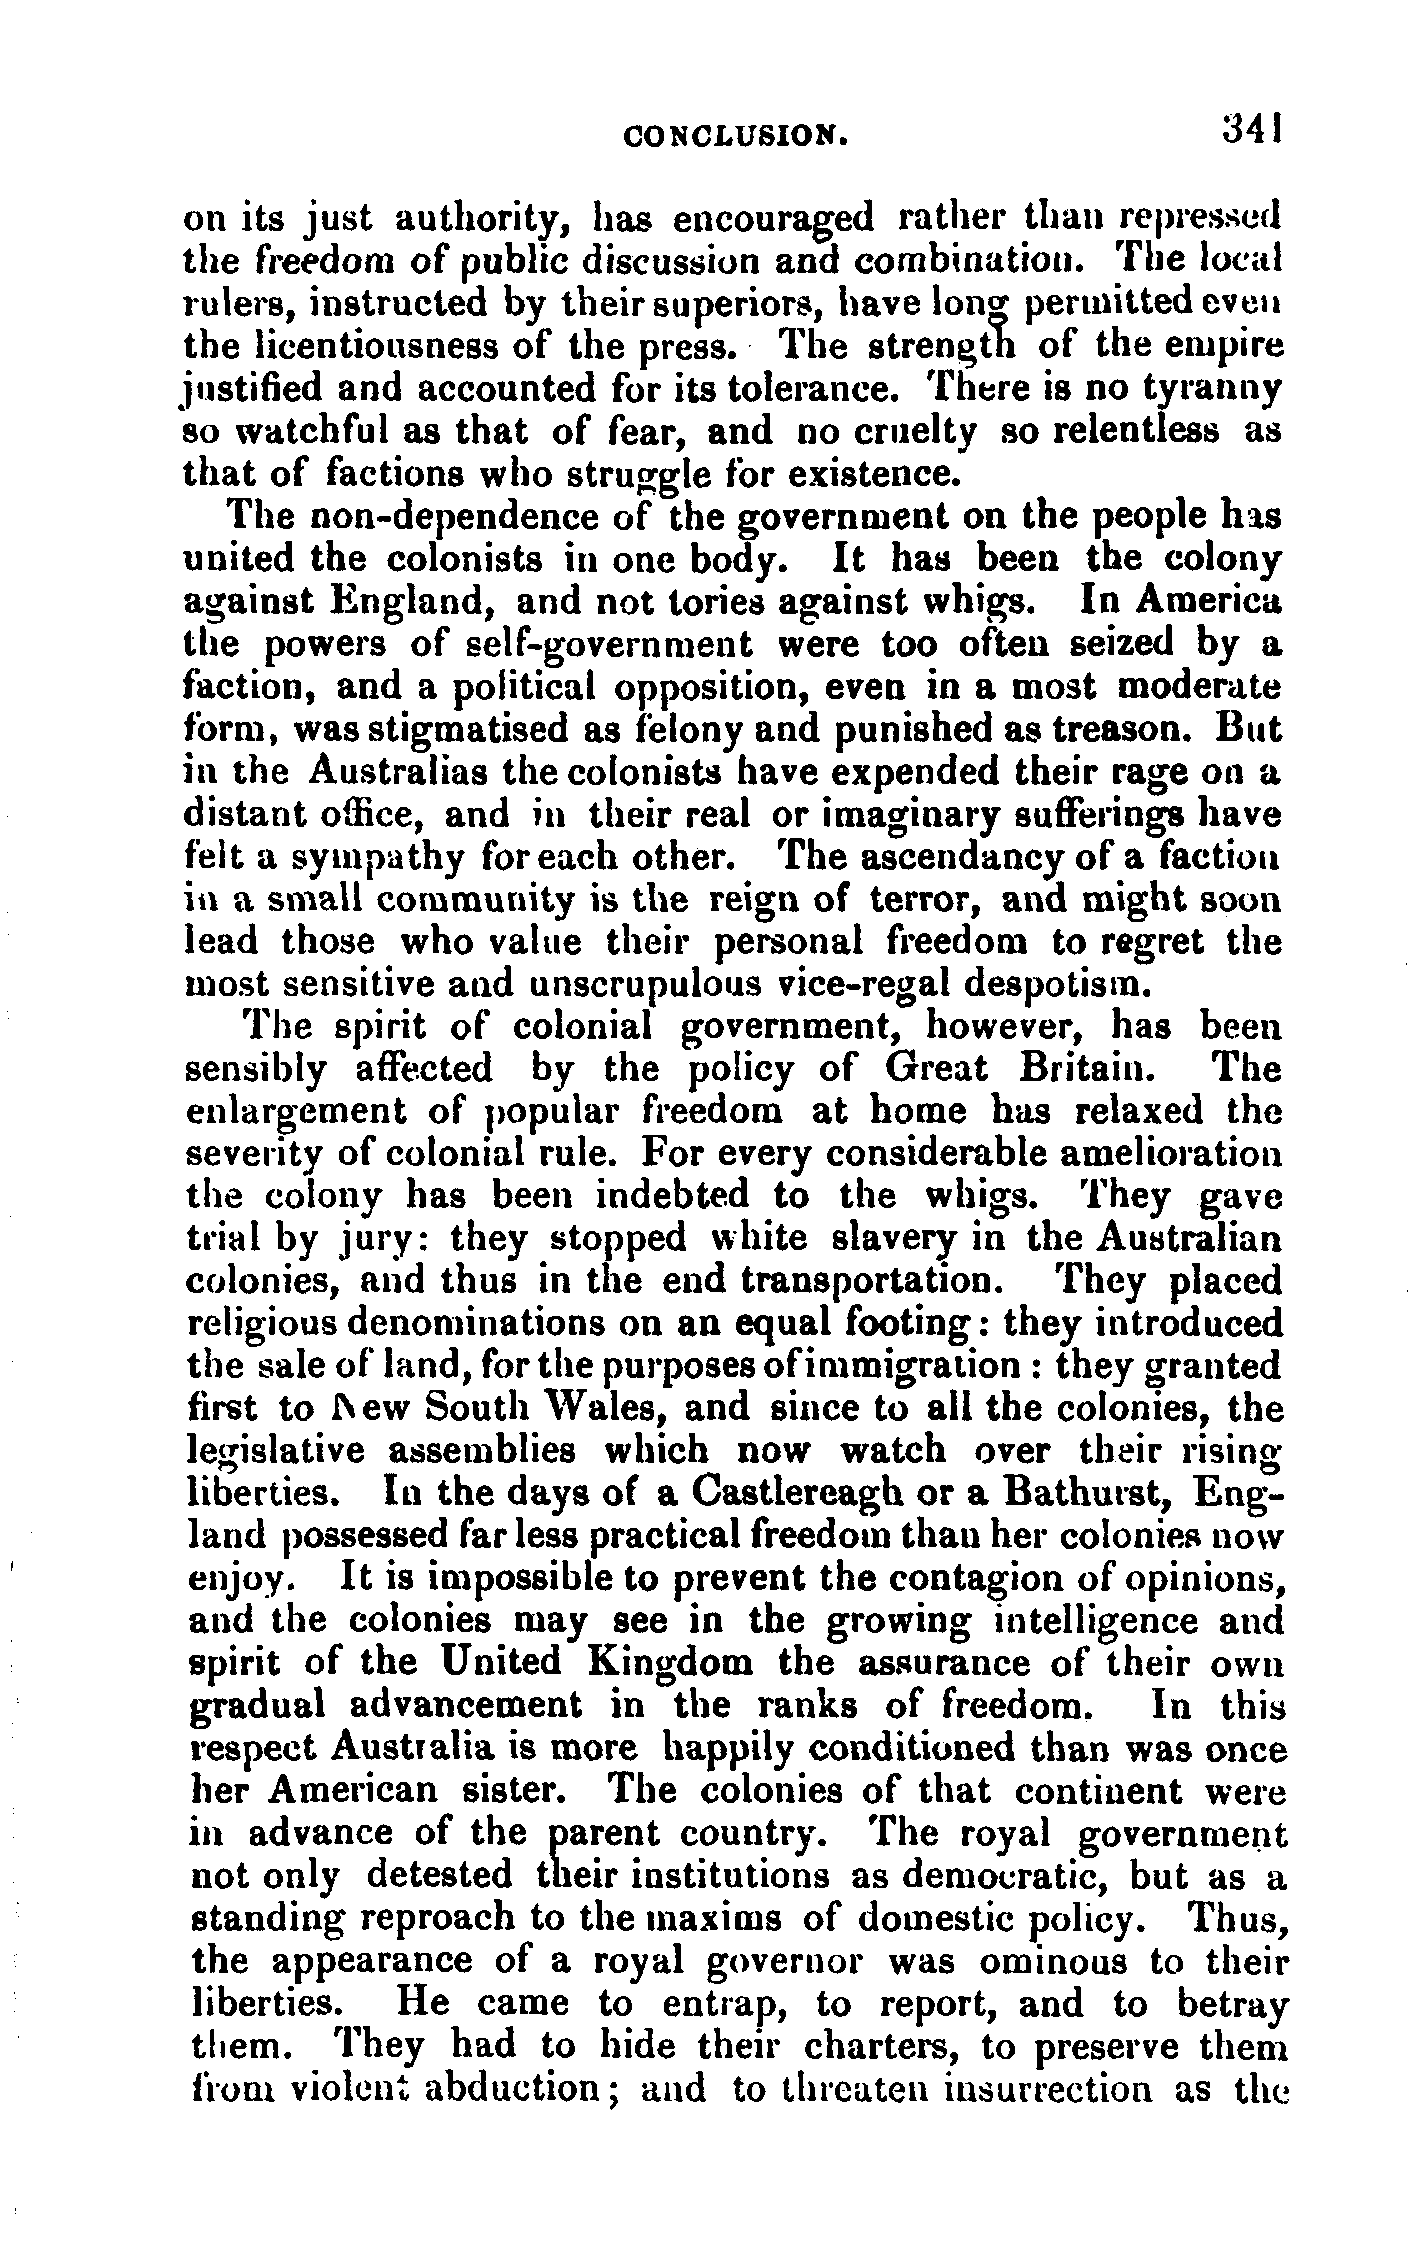 CONCLUSION. 341
on its just authority, has encouraged rather than repressed
the freedom of public discussion and combination. The local
rulers, instructed by their superiors, have long permitted even
the licentiousness of the press. The strength of the empire
justified and accounted for its tolerance. There is no tyranny
so watchful as that of fear, and no cruelty so relentless as
that of factions who struggle for existence.
The non-dependence of the government on the people has
united the colonists in one body. It has been the colony
against England, and not tories against whigs. In America
the powers of self-government were too often seized by a
faction, and a political opposition, even in a most moderate
form, was stigmatised as felony and punished as treason. But
in the Australias the colonists have expended their rage on a
distant office, and in their real or imaginary sufferings have
felt a sympathy for each other. The ascendancy of a faction
in a small community is the reign of terror, and might soon
lead those who value their personal freedom to regret the
most sensitive and unscrupulous vice-regal despotism.
The spirit of colonial government, however, has been
sensibly affected by the policy of Great Britain. The
enlargement of popular freedom at home has relaxed the
severity of colonial rule. For every considerable amelioration
the colony has been indebted to the whigs. They gave
trial by jury: they stopped white slavery in the Australian
colonies, and thus in the end transportation. They placed
religious denominations on an equal footing: they introduced
the sale of land, for the purposes of immigration : they granted
first to New South Wales, and since to all the colonies, the
legislative assemblies which now watch over their rising
liberties. In the days of a Castlereagh or a Bathurst, Eng-
land possessed far less practical freedom than her colonies now
enjoy. It is impossible to prevent the contagion of opinions,
and the colonies may see in the growing intelligence and
spirit of the United Kingdom the assurance of their own
gradual advancement in the ranks of freedom. In this
respect Australia is more happily conditioned than was once
her American sister. The colonies of that continent were
in advance of the parent country. The royal government
not only detested their institutions as democratic, but as a
standing reproach to the maxims of domestic policy. Thus,
the appearance of a royal governor was ominous to their
liberties. He came to entrap, to report, and to betray
them. They had to hide their charters, to preserve them
from violent abduction; and to threaten insurrection as the